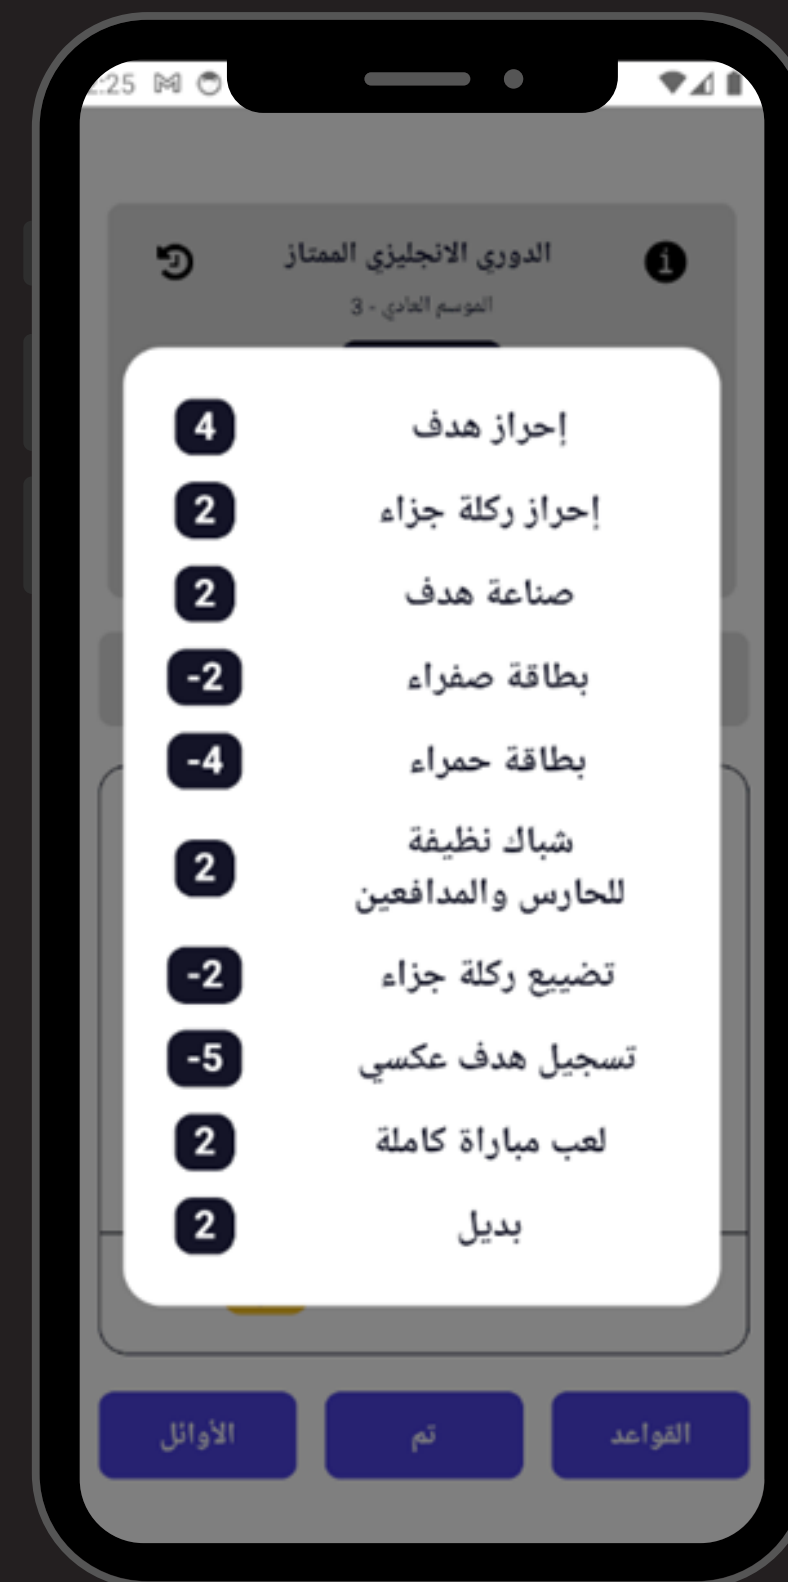 :25
الدوري الانجليزي الممتاز
الموسم العادي - 3
إحراز هدف 4
إحراز ركلة جزاء 2
صناعة هدف 2
بطاقة صفراء -2
بطاقة حمراء -4
شباك نظيفة
للحارس والمدافعين 2
تضييع ركلة جزاء -2
تسجيل هدف عكسي -5
لعب مباراة كاملة 2
بديل 2
القواعد تم الأوائل